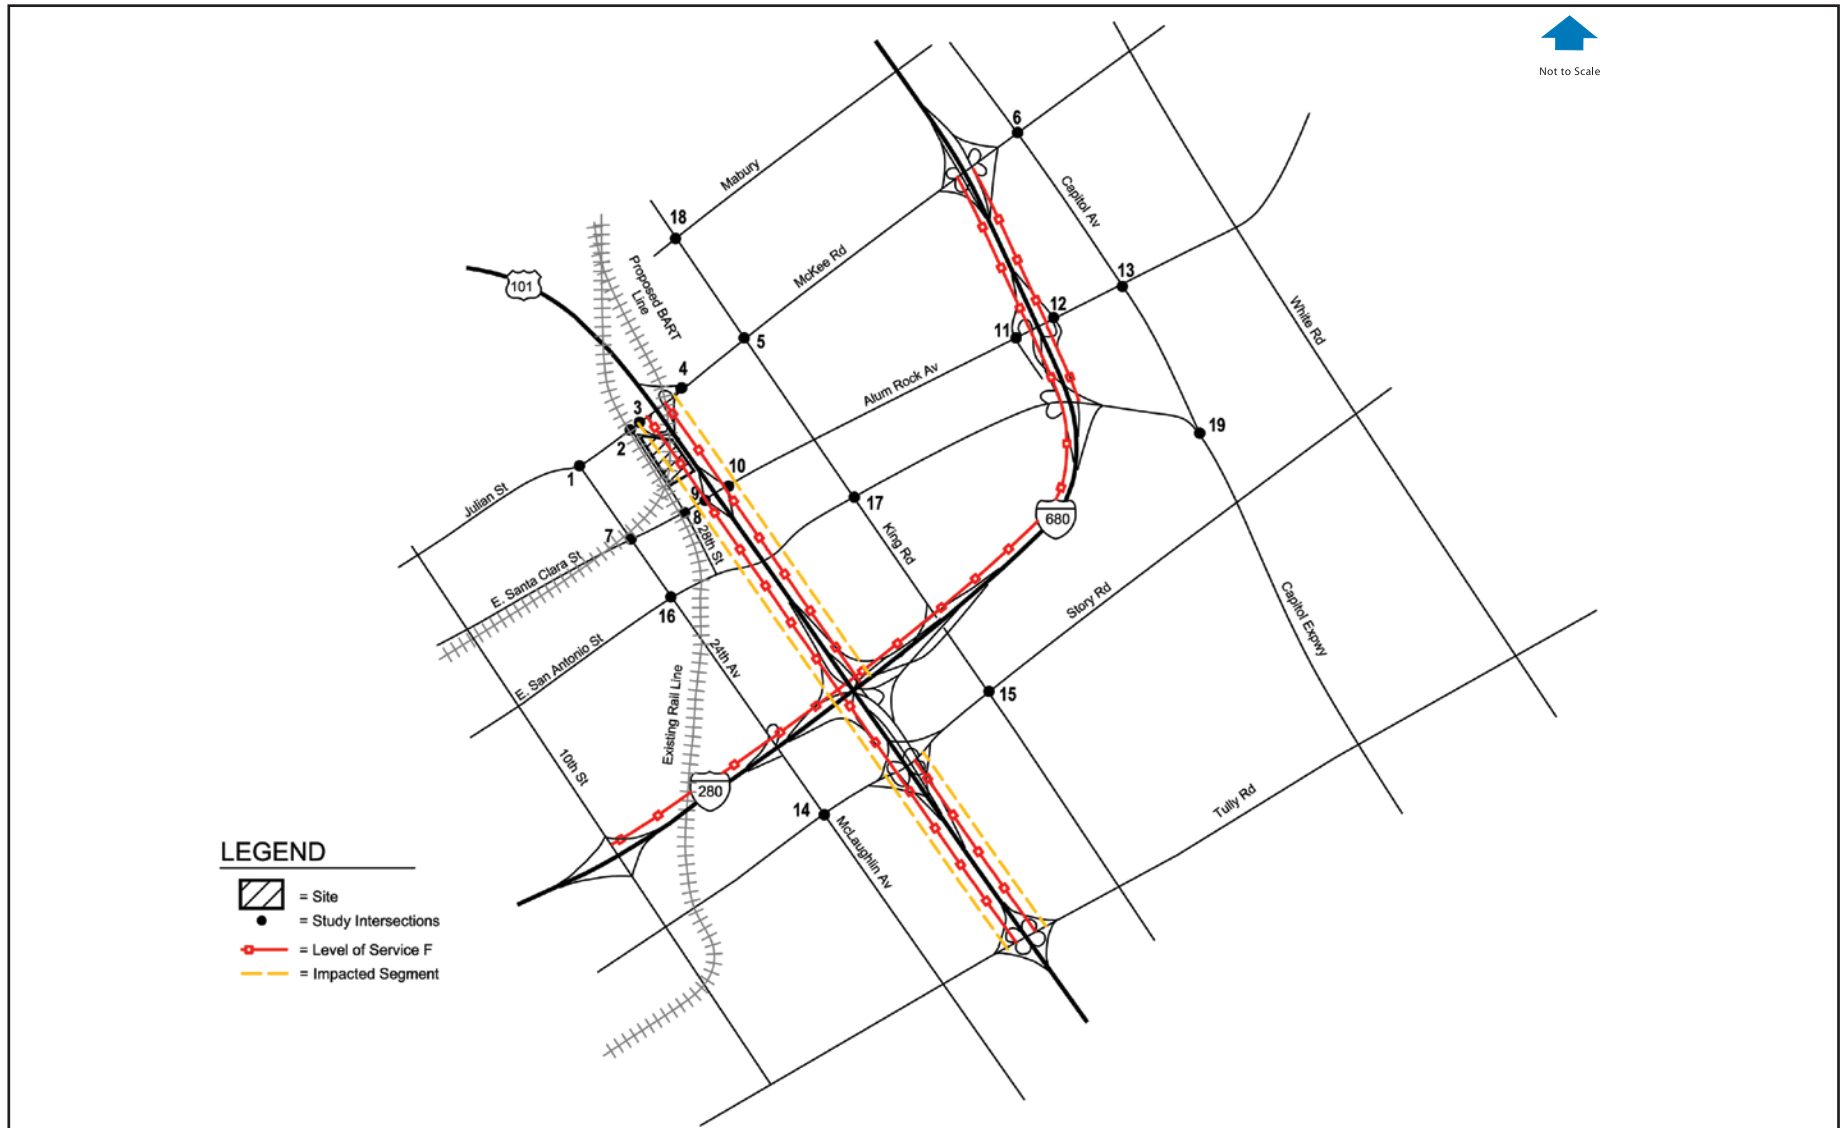 Not to Scale
6
Mabury
Capitol Av
18
McKee Rd
Proposed BART
Line
101
13
12
11
White Rd
5
4
Alum Rock Av
3
19
2
10
1
9
Julian St
17
8
680
7
28th St
King Rd
E. Santa Clara St
Story Rd
16
Capitol Expwy
E. San Antonio St
24th Av
15
Existing Rail Line
10th St
280
Tully Rd
14
McLaughlin Av
LEGEND
= Site
= Study Intersections
= Level of Service F
= Impacted Segment